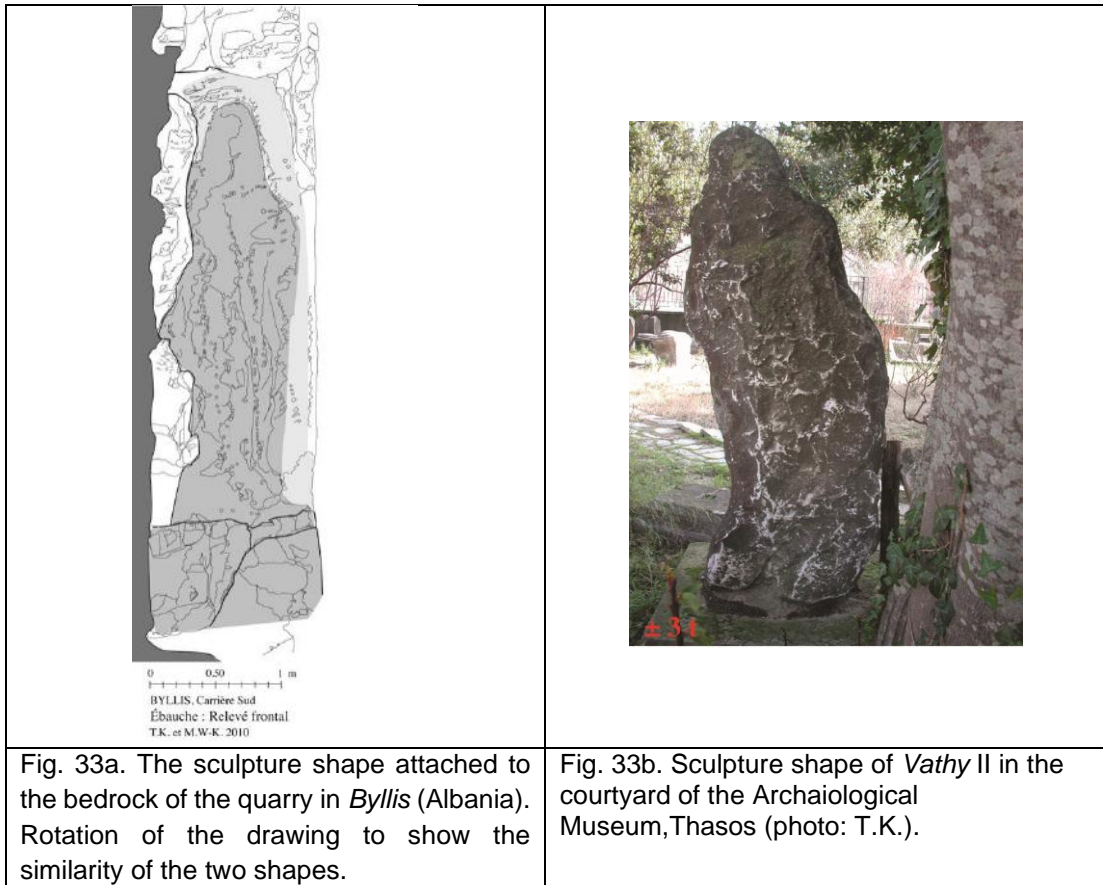 0 0.50 1 m
BYLLIS, Carrière Sud
Ébauche : Relevé frontal
T.K. et M.W-K. 2010
± 3 t
Fig. 33a. The sculpture shape attached to
the bedrock of the quarry in Byllis (Albania).
Rotation of the drawing to show the
similarity of the two shapes.
Fig. 33b. Sculpture shape of Vathy II in the
courtyard of the Archaiological
Museum,Thasos (photo: T.K.).